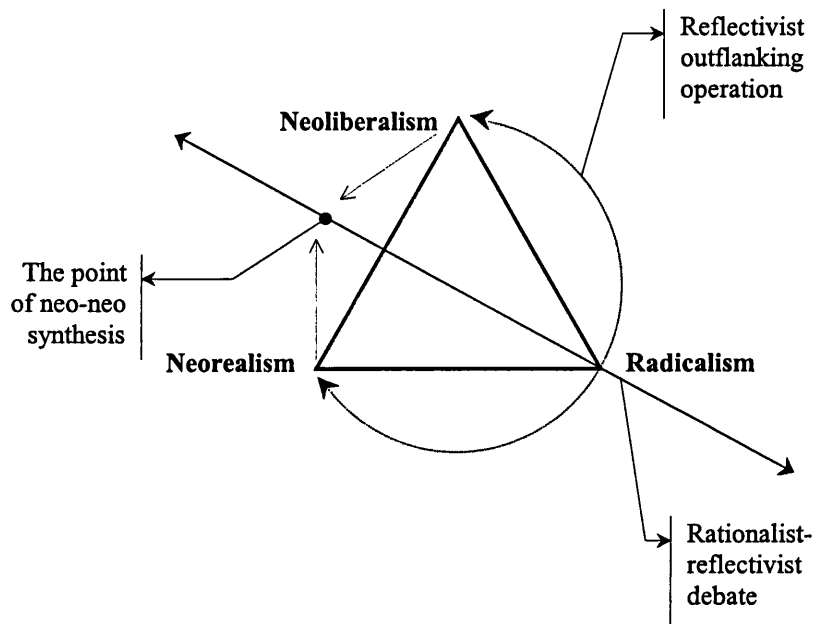 Reflectivist
outflanking
operation
Neoliberalism
The point
of neo-neo
synthesis
Neorealism
Radicalism
Rationalist-
reflectivist
debate